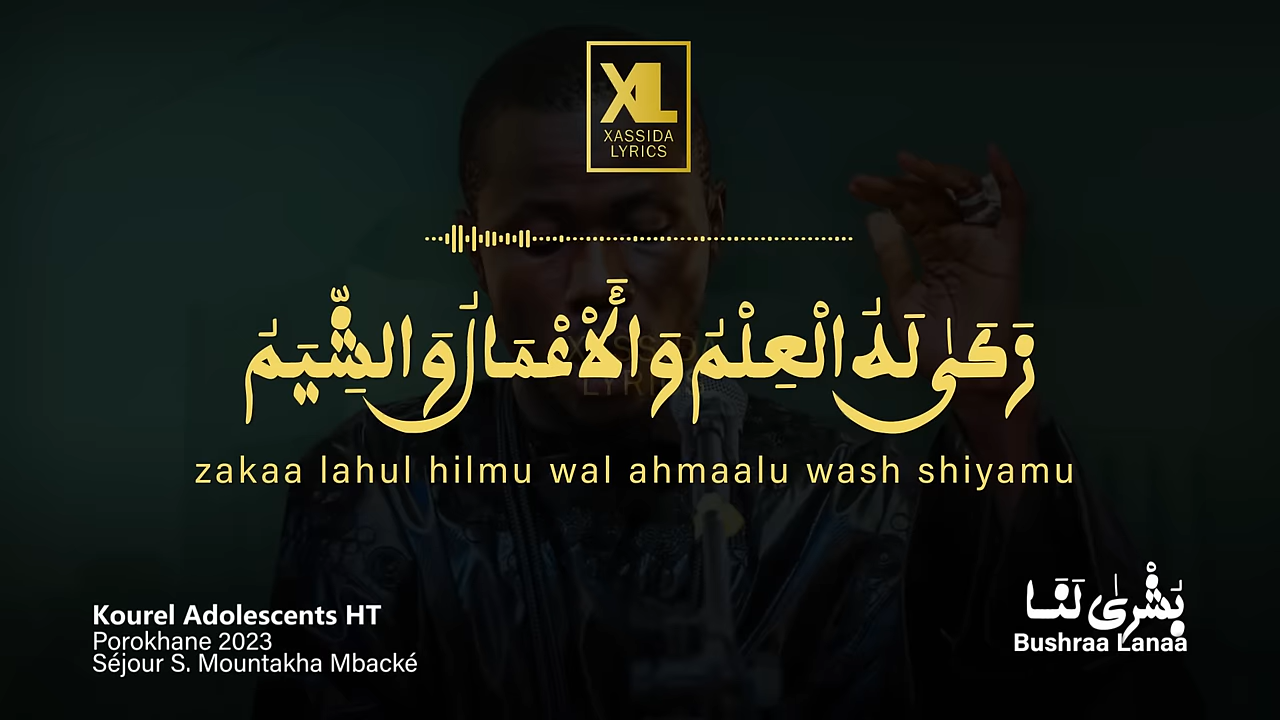 XL
XASSIDA
LYRICS
زَكَىٰ لَهُ الْعِلْمُ وَالْأَعْمَالُ وَالشِّيَمُ
zakaa lahul hilmu wal ahmaalu wash shiyamu
Kourel Adolescents HT
Porokhane 2023
Séjour S. Mountakha Mbacké
بُشْرَىٰ لَنَا
Bushraa Lanaa